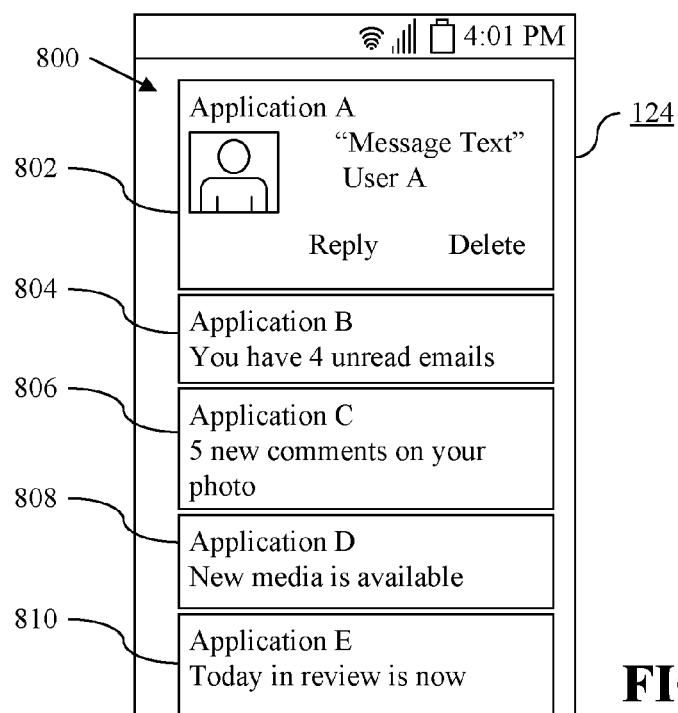 4:01 PM
800
Application A
124
“Message Text”
802
User A
Reply Delete
804
Application B
You have 4 unread emails
806
Application C
5 new comments on your
photo
808
Application D
New media is available
810
Application E
Today in review is now